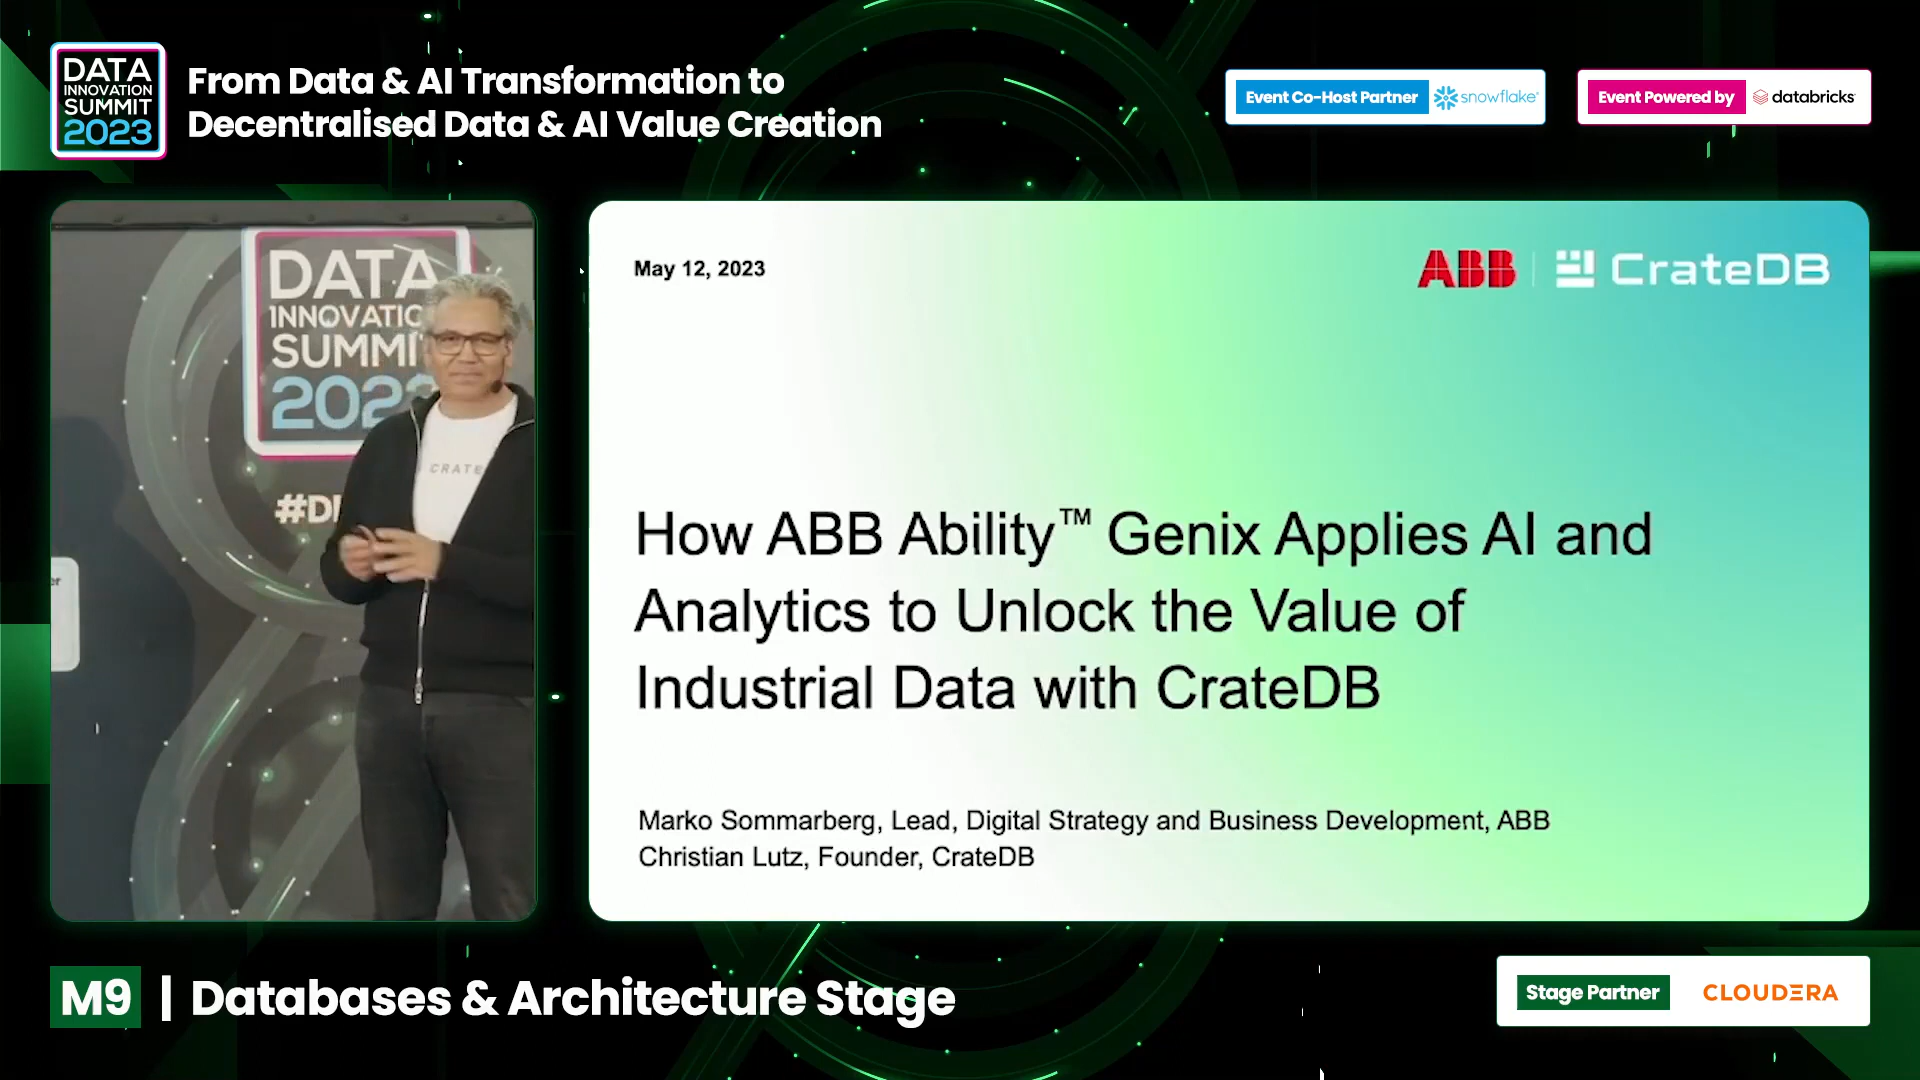 DATA
INNOVATION
SUMMIT
2023
From Data & AI Transformation to
Decentralised Data & AI Value Creation
Event Co-Host Partner
snowflake
Event Powered by
databricks
DATA
INNOVATIO
SUMMI
202
#DI
CRATE
er
May 12, 2023
ABB
CrateDB
How ABB Ability™ Genix Applies AI and
Analytics to Unlock the Value of
Industrial Data with CrateDB
Marko Sommarberg, Lead, Digital Strategy and Business Development, ABB
Christian Lutz, Founder, CrateDB
M9 | Databases & Architecture Stage
Stage Partner
CLOUDERA